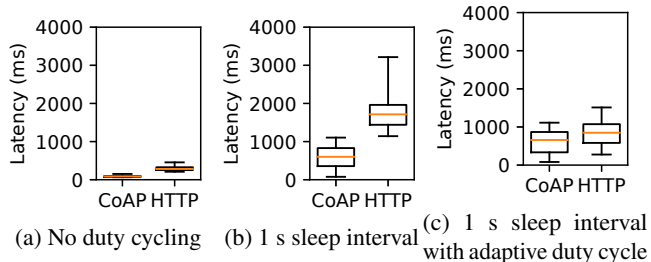 Latency (ms)
4000
3000
2000
1000
0
CoAP HTTP
(a) No duty cycling
Latency (ms)
4000
3000
2000
1000
0
CoAP HTTP
(b) 1 s sleep interval
Latency (ms)
4000
3000
2000
1000
0
CoAP HTTP
(c) 1 s sleep interval
with adaptive duty cycle